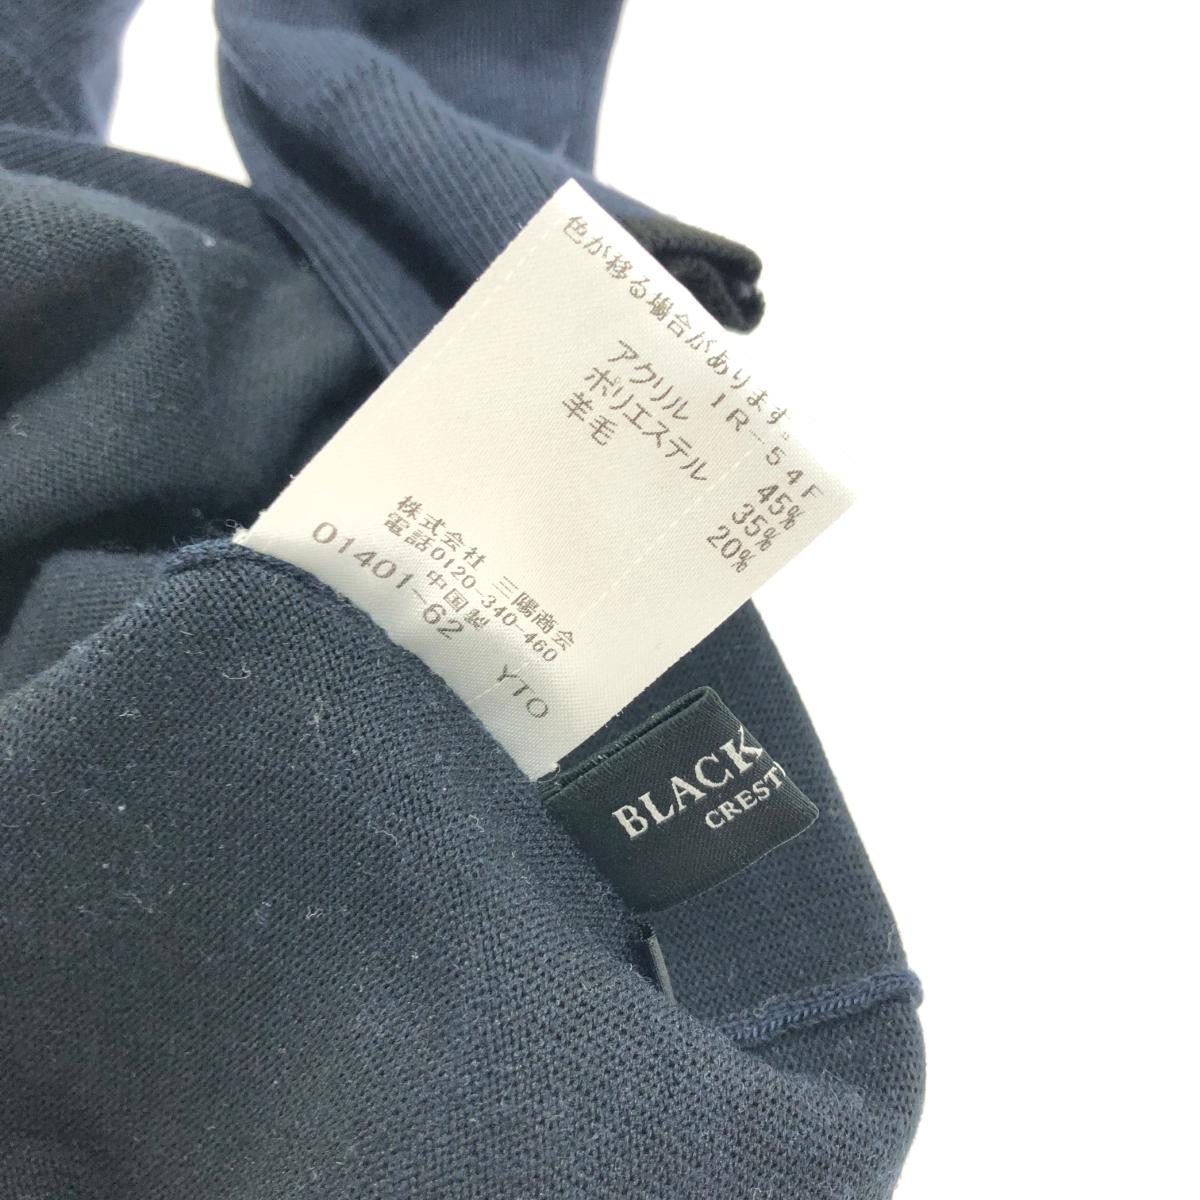 色が移る場合があります。
IR-54F
アクリル 45%
ポリエステル 35%
羊毛 20%
株式会社 三陽商会
電話0120-340-460
中国製
01401-62 YTO
BLACK
CREST